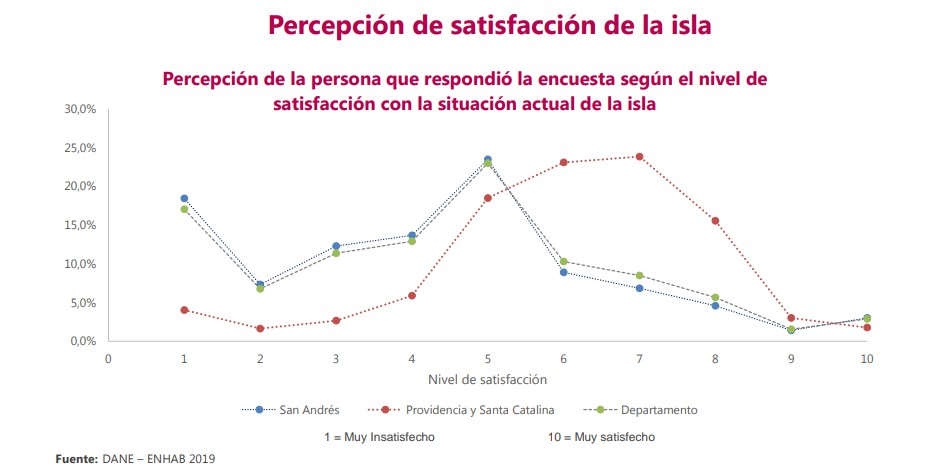 Percepción de satisfacción de la isla
Percepción de la persona que respondió la encuesta según el nivel de
satisfacción con la situación actual de la isla
30,0%
25,0%
20,0%
15,0%
10,0%
5,0%
0,0%
0 1 2 3 4 5 6 7 8 9 10
Nivel de satisfacción
San Andrés Providencia y Santa Catalina Departamento
1 = Muy Insatisfecho 10 = Muy satisfecho
Fuente: DANE – ENHAB 2019